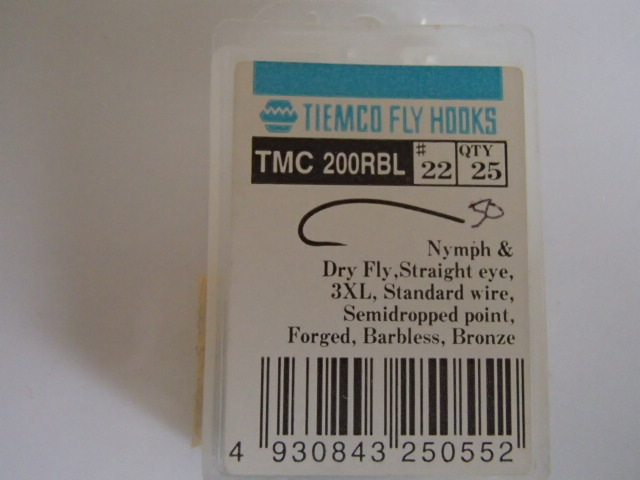 TIEMCO FLY HOOKS
TMC 200RBL # 22 QTY 25
50
Nymph &
Dry Fly,Straight eye,
3XL, Standard wire,
Semidropped point,
Forged, Barbless, Bronze
4 930843 250552